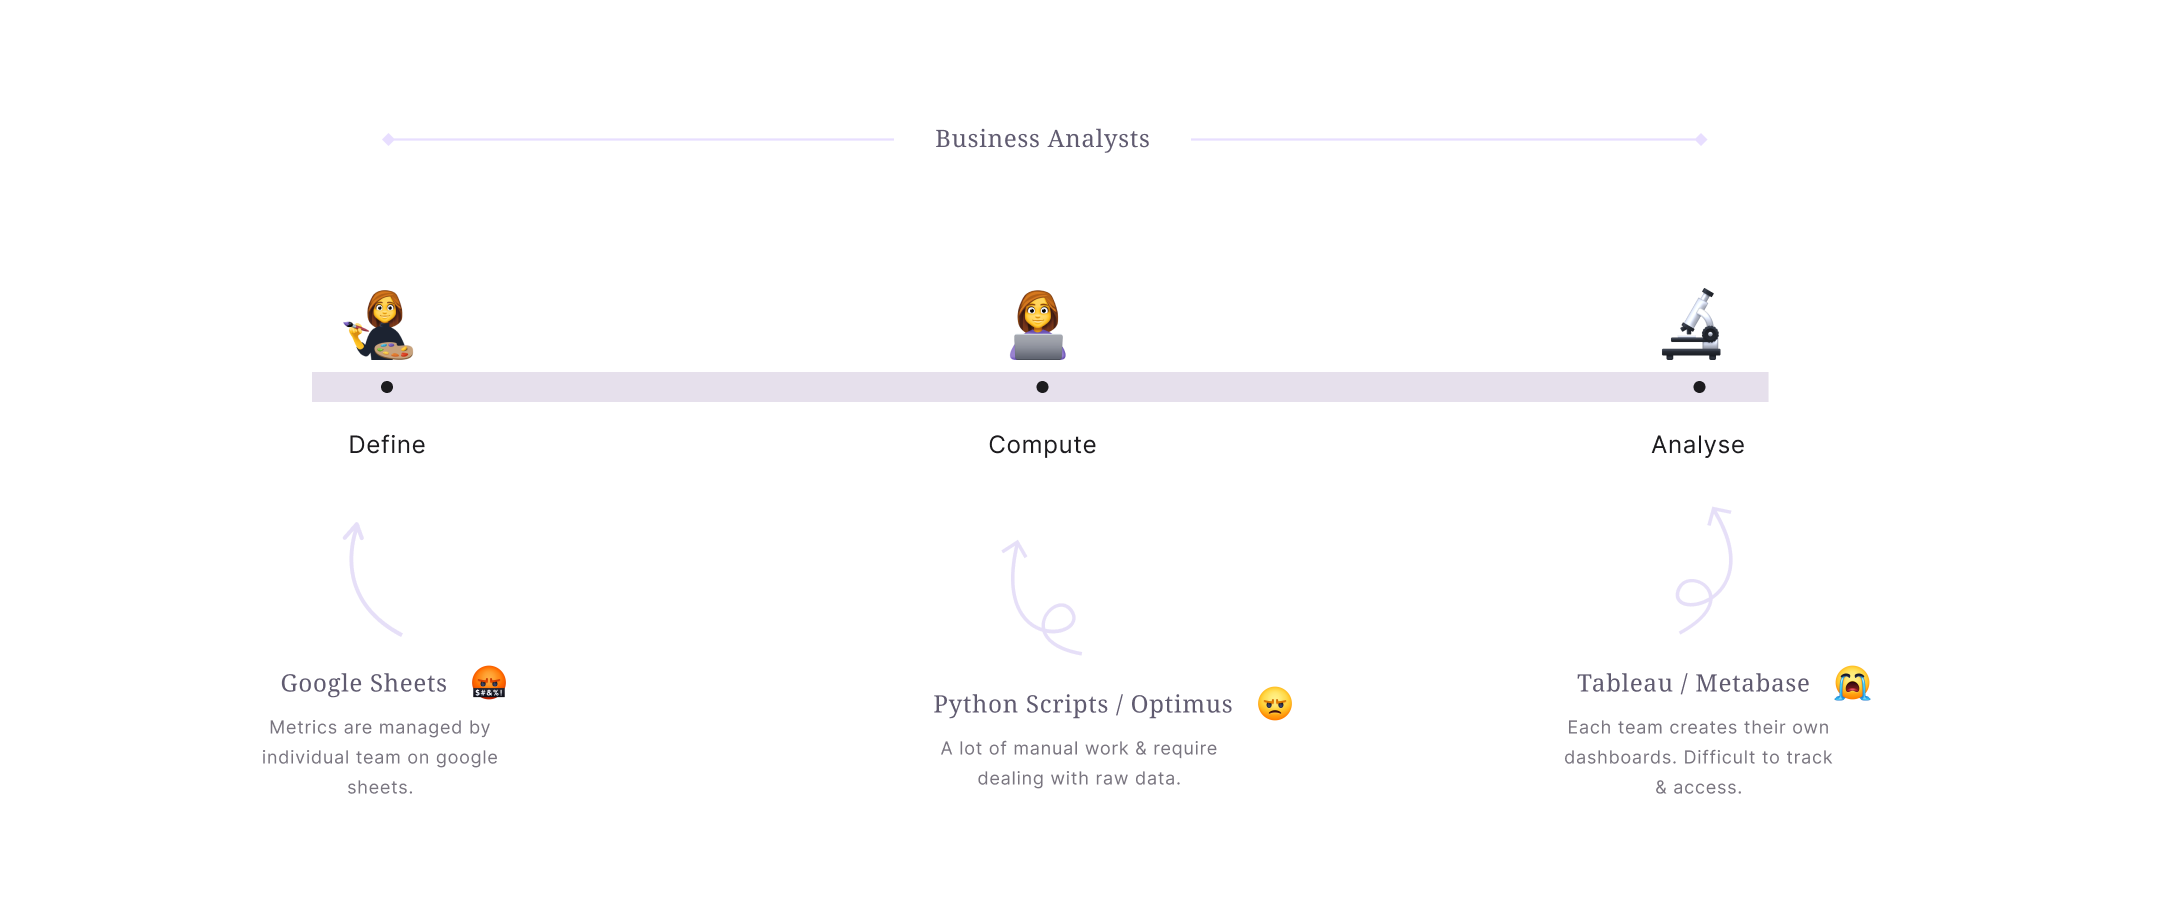 Business Analysts
Define
Compute
Analyse
Google Sheets
$#&%!
Metrics are managed by
individual team on google
sheets.
Python Scripts / Optimus
A lot of manual work & require
dealing with raw data.
Tableau / Metabase
Each team creates their own
dashboards. Difficult to track
& access.